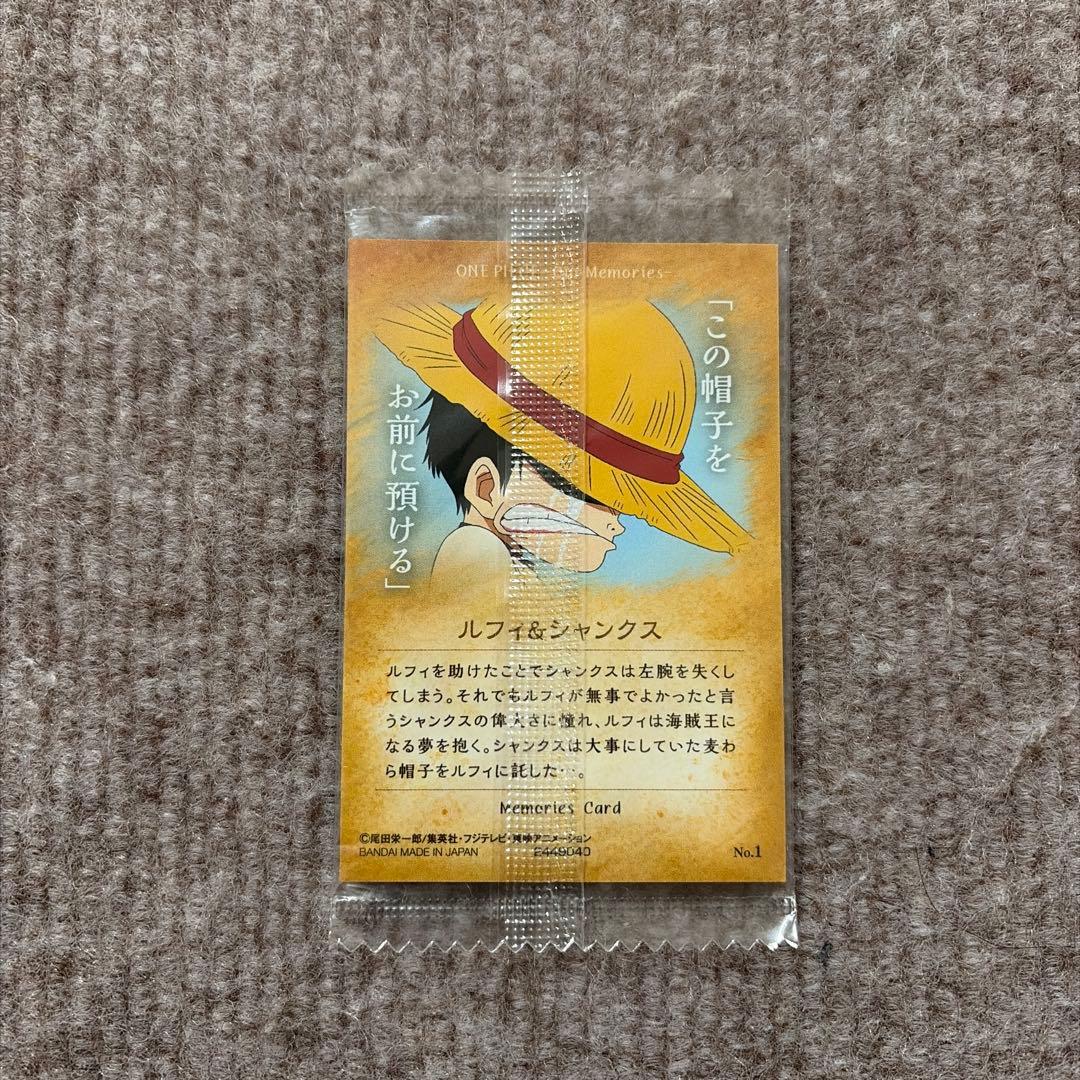 ONE PIECE -Our Memories-
「この帽子を
お前に預ける」
ルフィ&シャンクス
ルフィを助けたことでシャンクスは左腕を失くし
てしまう。それでもルフィが無事でよかったと言
うシャンクスの偉大さに憧れ、ルフィは海賊王に
なる夢を抱く。シャンクスは大事にしていた麦わ
ら帽子をルフィに託した…。
Memories Card
©尾田栄一郎/集英社・フジテレビ・東映アニメーション
BANDAI MADE IN JAPAN 2449040
No.1